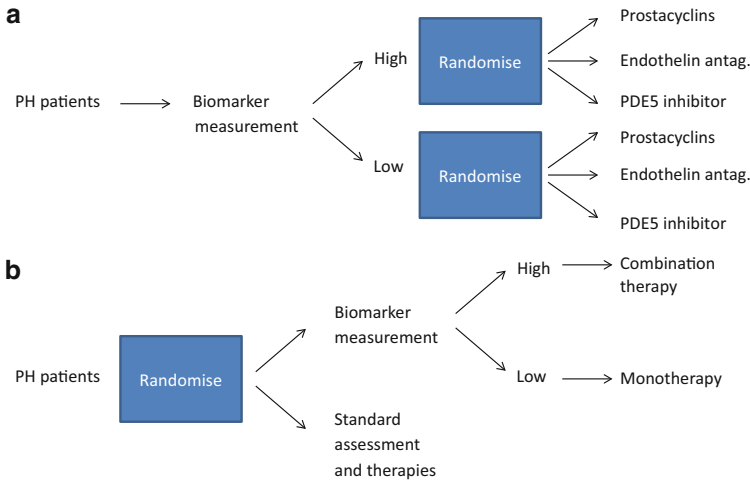 a
PH patients
Biomarker
measurement
High
Randomise
Prostacyclins
Endothelin antag.
PDE5 inhibitor
Low
Randomise
Prostacyclins
Endothelin antag.
PDE5 inhibitor
b
PH patients
Randomise
Biomarker
measurement
High
Combination
therapy
Low
Monotherapy
Standard
assessment
and therapies